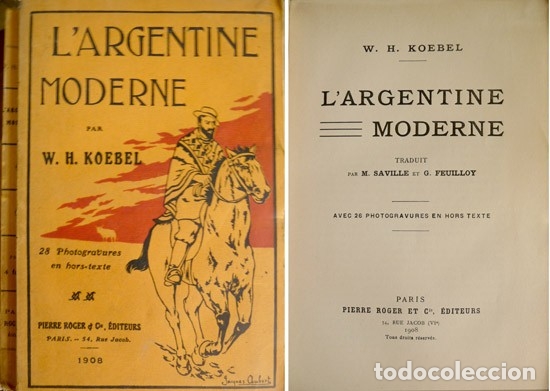 L'ARGENTINE
MODERNE
PAR
W. H. KOEBEL
28 Photogravures
en hors-texte
PIERRE ROGER & Cie, ÉDITEURS
PARIS. — 54, Rue Jacob.
1908
Jacques
W. H. KOEBEL
L'ARGENTINE
MODERNE
TRADUIT
PAR M. SAVILLE ET G. FEUILLOY
AVEC 26 PHOTOGRAVURES EN HORS TEXTE
PARIS
PIERRE ROGER ET Cie, ÉDITEURS
54, RUE JACOB (VIe)
1908
Tous droits réservés.
todocoleccion